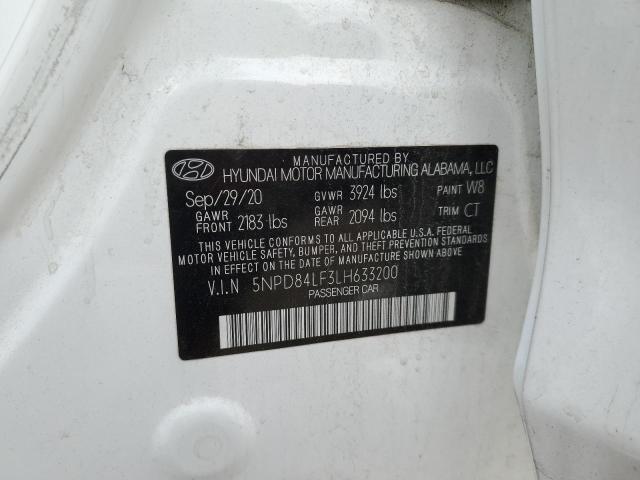 MANUFACTURED BY
HYUNDAI MOTOR MANUFACTURING ALABAMA, LLC
Sep/29/20 GVWR 3924 lbs PAINT W8
GAWR FRONT 2183 lbs GAWR REAR 2094 lbs TRIM CT
THIS VEHICLE CONFORMS TO ALL APPLICABLE U.S.A. FEDERAL
MOTOR VEHICLE SAFETY, BUMPER, AND THEFT PREVENTION STANDARDS
IN EFFECT ON THE DATE OF MANUFACTURE SHOWN ABOVE.
V.I.N 5NPD84LF3LH633200
PASSENGER CAR